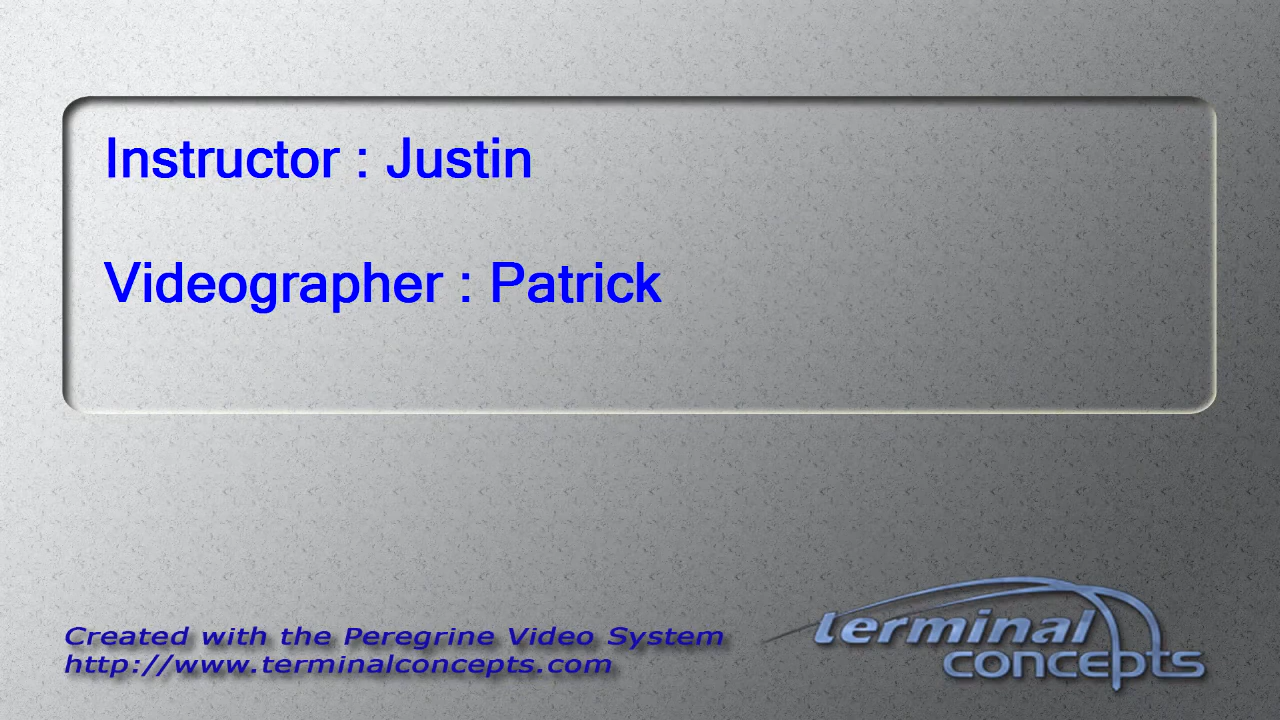 Instructor : Justin
Videographer : Patrick
Created with the Peregrine Video System
http://www.terminalconcepts.com
terminal
concepts